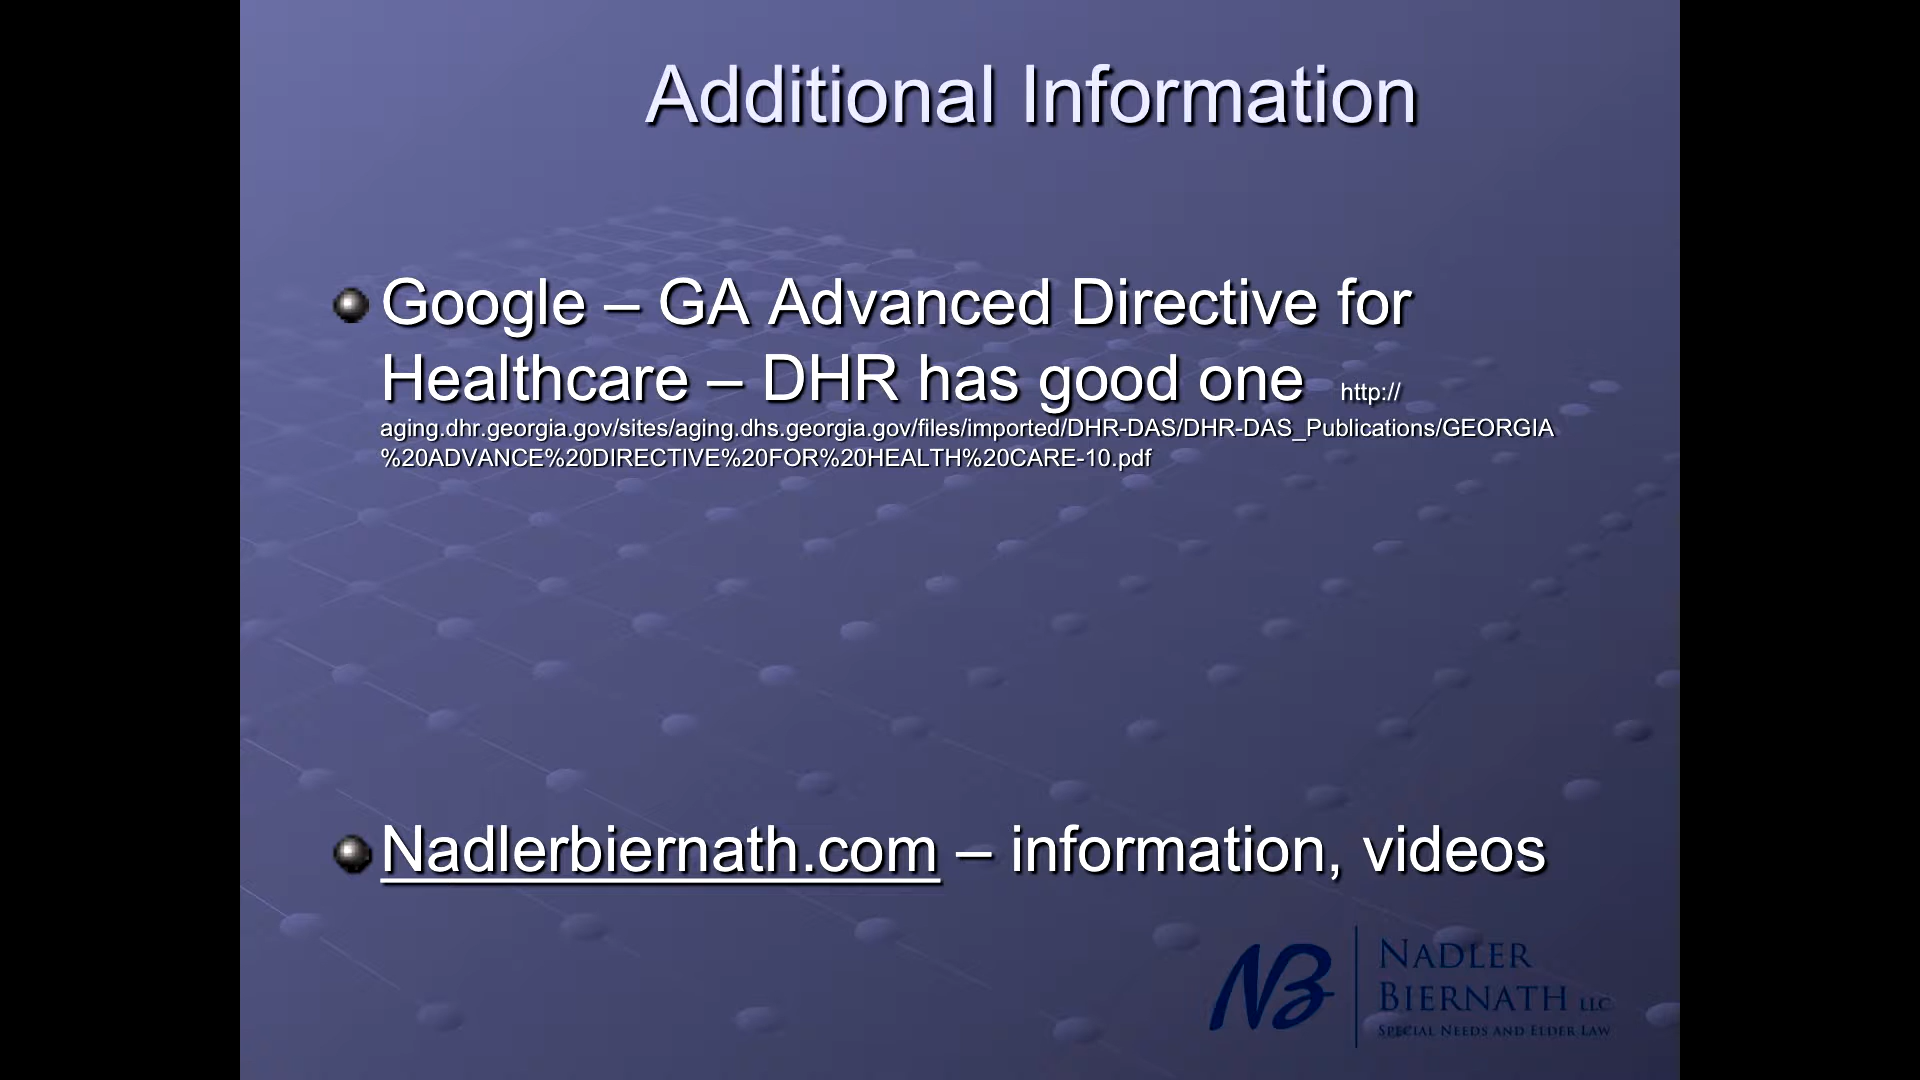 Additional Information
Google – GA Advanced Directive for
Healthcare – DHR has good one http://
aging.dhr.georgia.gov/sites/aging.dhs.georgia.gov/files/imported/DHR-DAS/DHR-DAS_Publications/GEORGIA
%20ADVANCE%20DIRECTIVE%20FOR%20HEALTH%20CARE-10.pdf
Nadlerbiernath.com – information, videos
NB
NADLER
BIERNATH LLC
SPECIAL NEEDS AND ELDER LAW